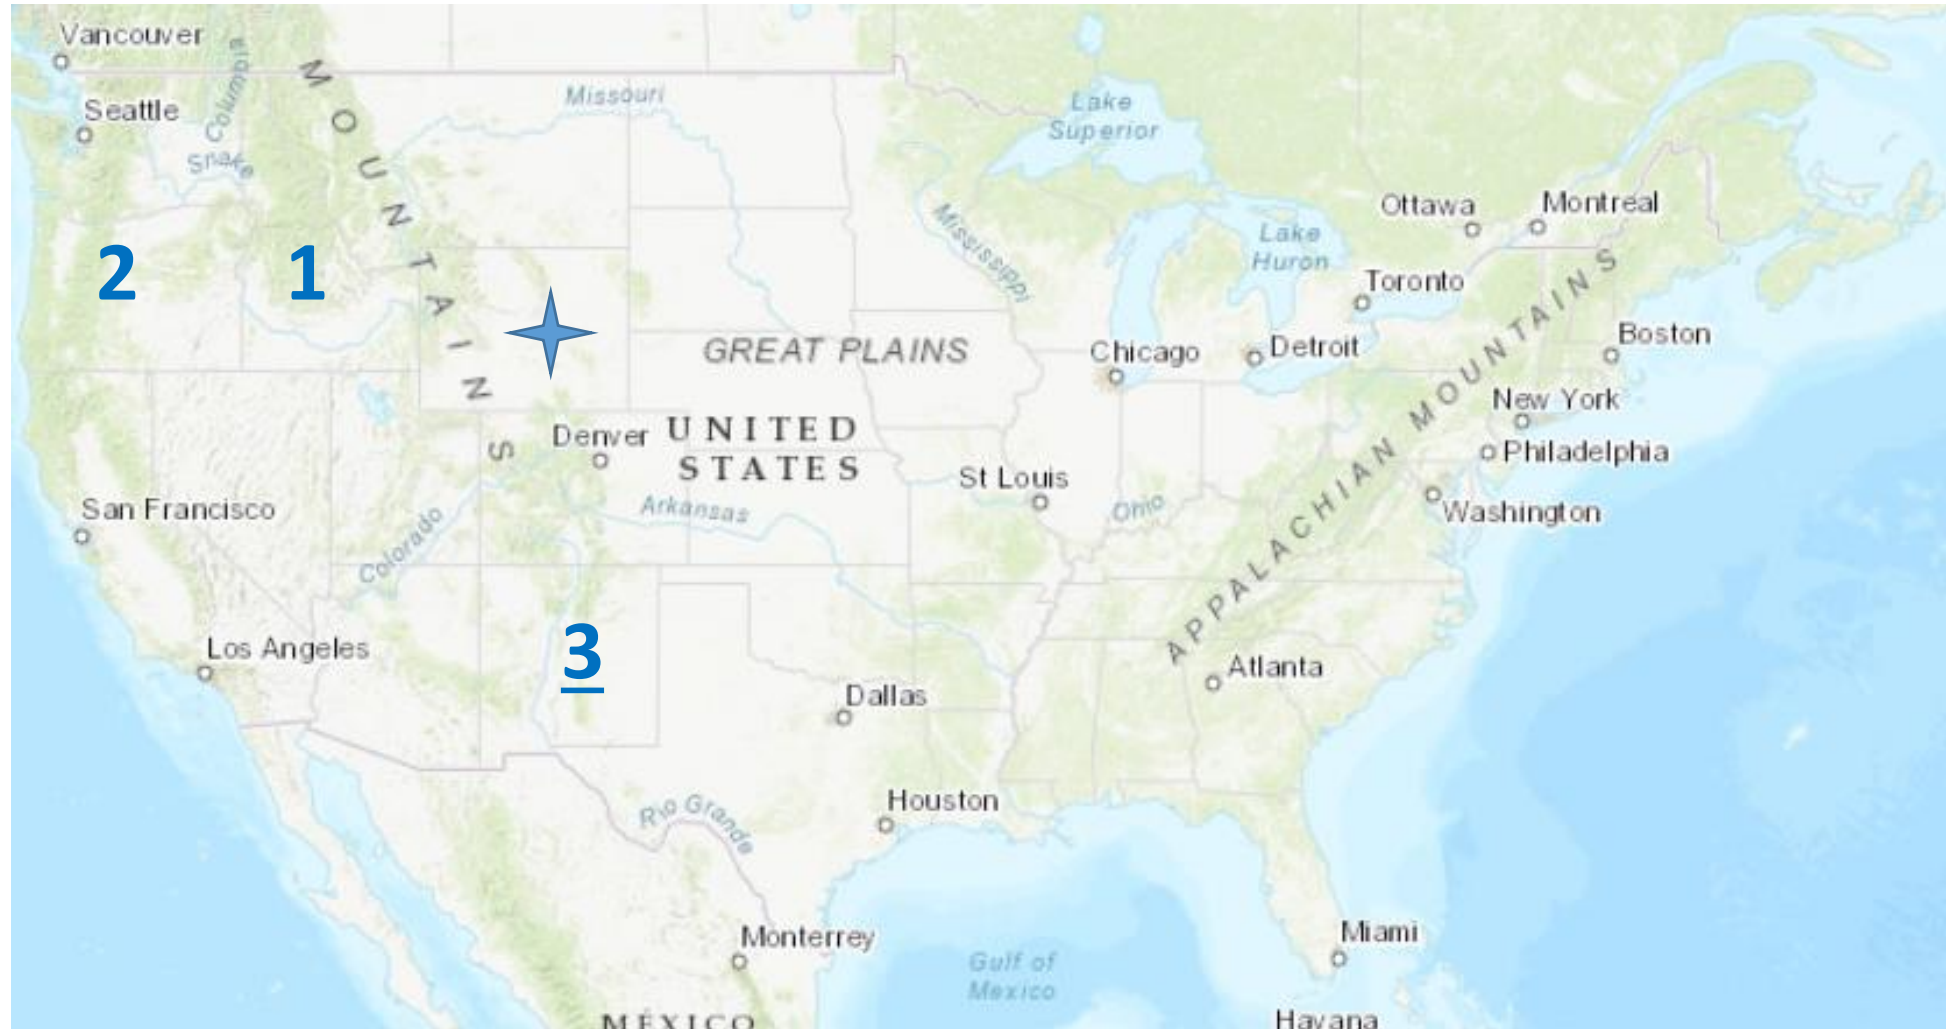 Vancouver
Seattle
Columbia
Snake
MOUNTAINS
Missouri
Lake
Superior
Mississippi
Ottawa
Montreal
Lake
Huron
Toronto
2
1
GREAT PLAINS
Chicago
Detroit
Boston
New York
Philadelphia
Washington
APPALACHIAN MOUNTAINS
Denver
UNITED
STATES
St Louis
Ohio
Arkansas
Colorado
San Francisco
Los Angeles
3
Dallas
Atlanta
Houston
Rio Grande
Monterrey
Gulf of
Mexico
Miami
MÉXICO
Havana